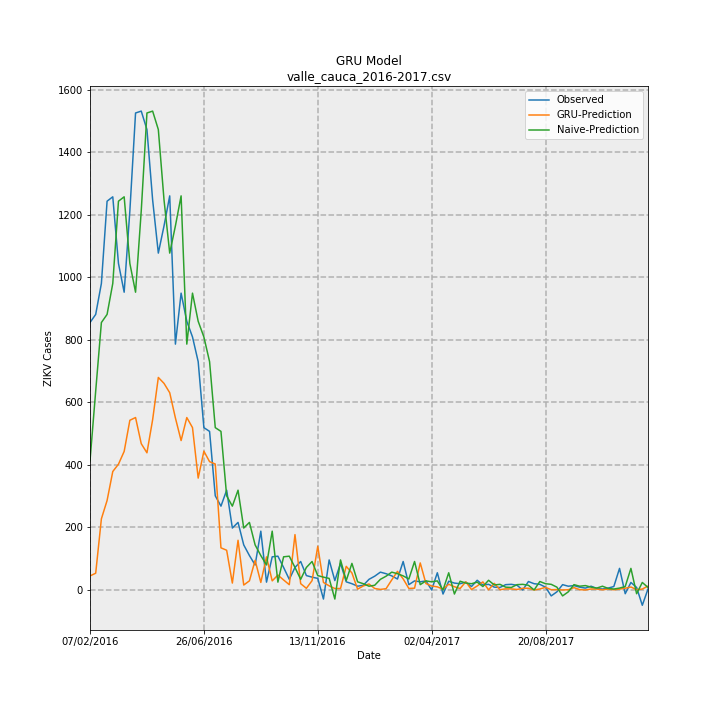 GRU Model
valle_cauca_2016-2017.csv
Observed
GRU-Prediction
Naive-Prediction
1600
1400
1200
1000
800
600
400
200
0
ZIKV Cases
07/02/2016
26/06/2016
13/11/2016
02/04/2017
20/08/2017
Date